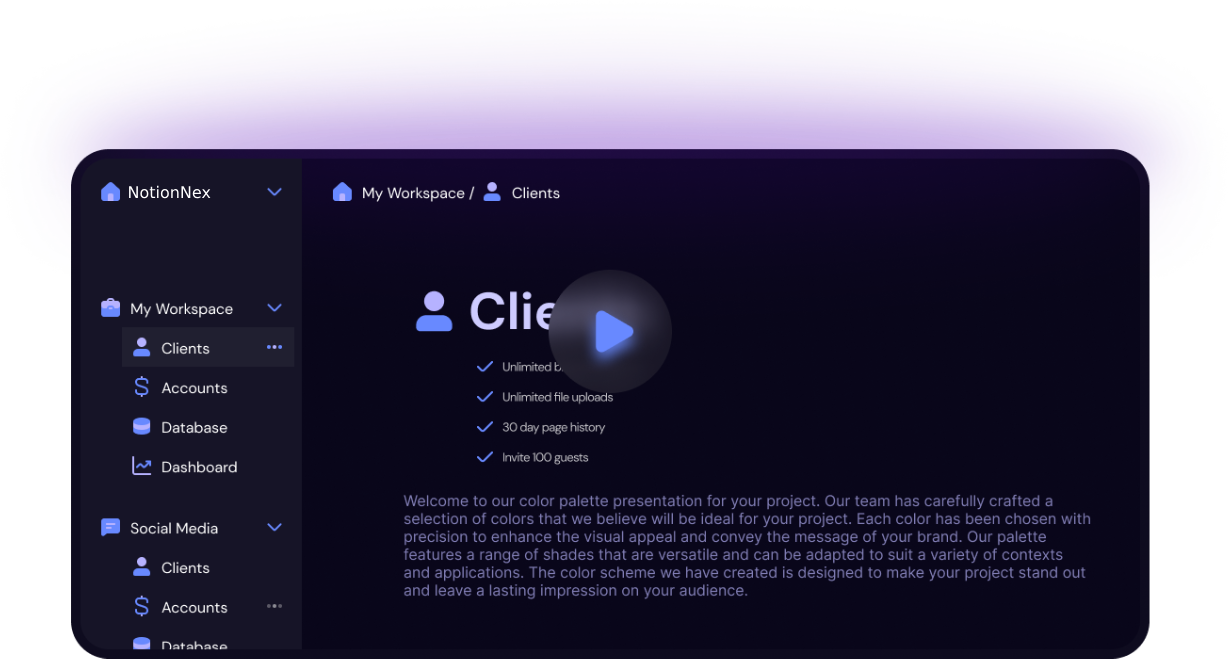 NotionNex
My Workspace / Clients
My Workspace
Clients
Accounts
Database
Dashboard
Social Media
Clients
Accounts
Database
Unlimited
Unlimited file uploads
30 day page history
Invite 100 guests
Welcome to our color palette presentation for your project. Our team has carefully crafted a
selection of colors that we believe will be ideal for your project. Each color has been chosen with
precision to enhance the visual appeal and convey the message of your brand. Our palette
features a range of shades that are versatile and can be adapted to suit a variety of contexts
and applications. The color scheme we have created is designed to make your project stand out
and leave a lasting impression on your audience.